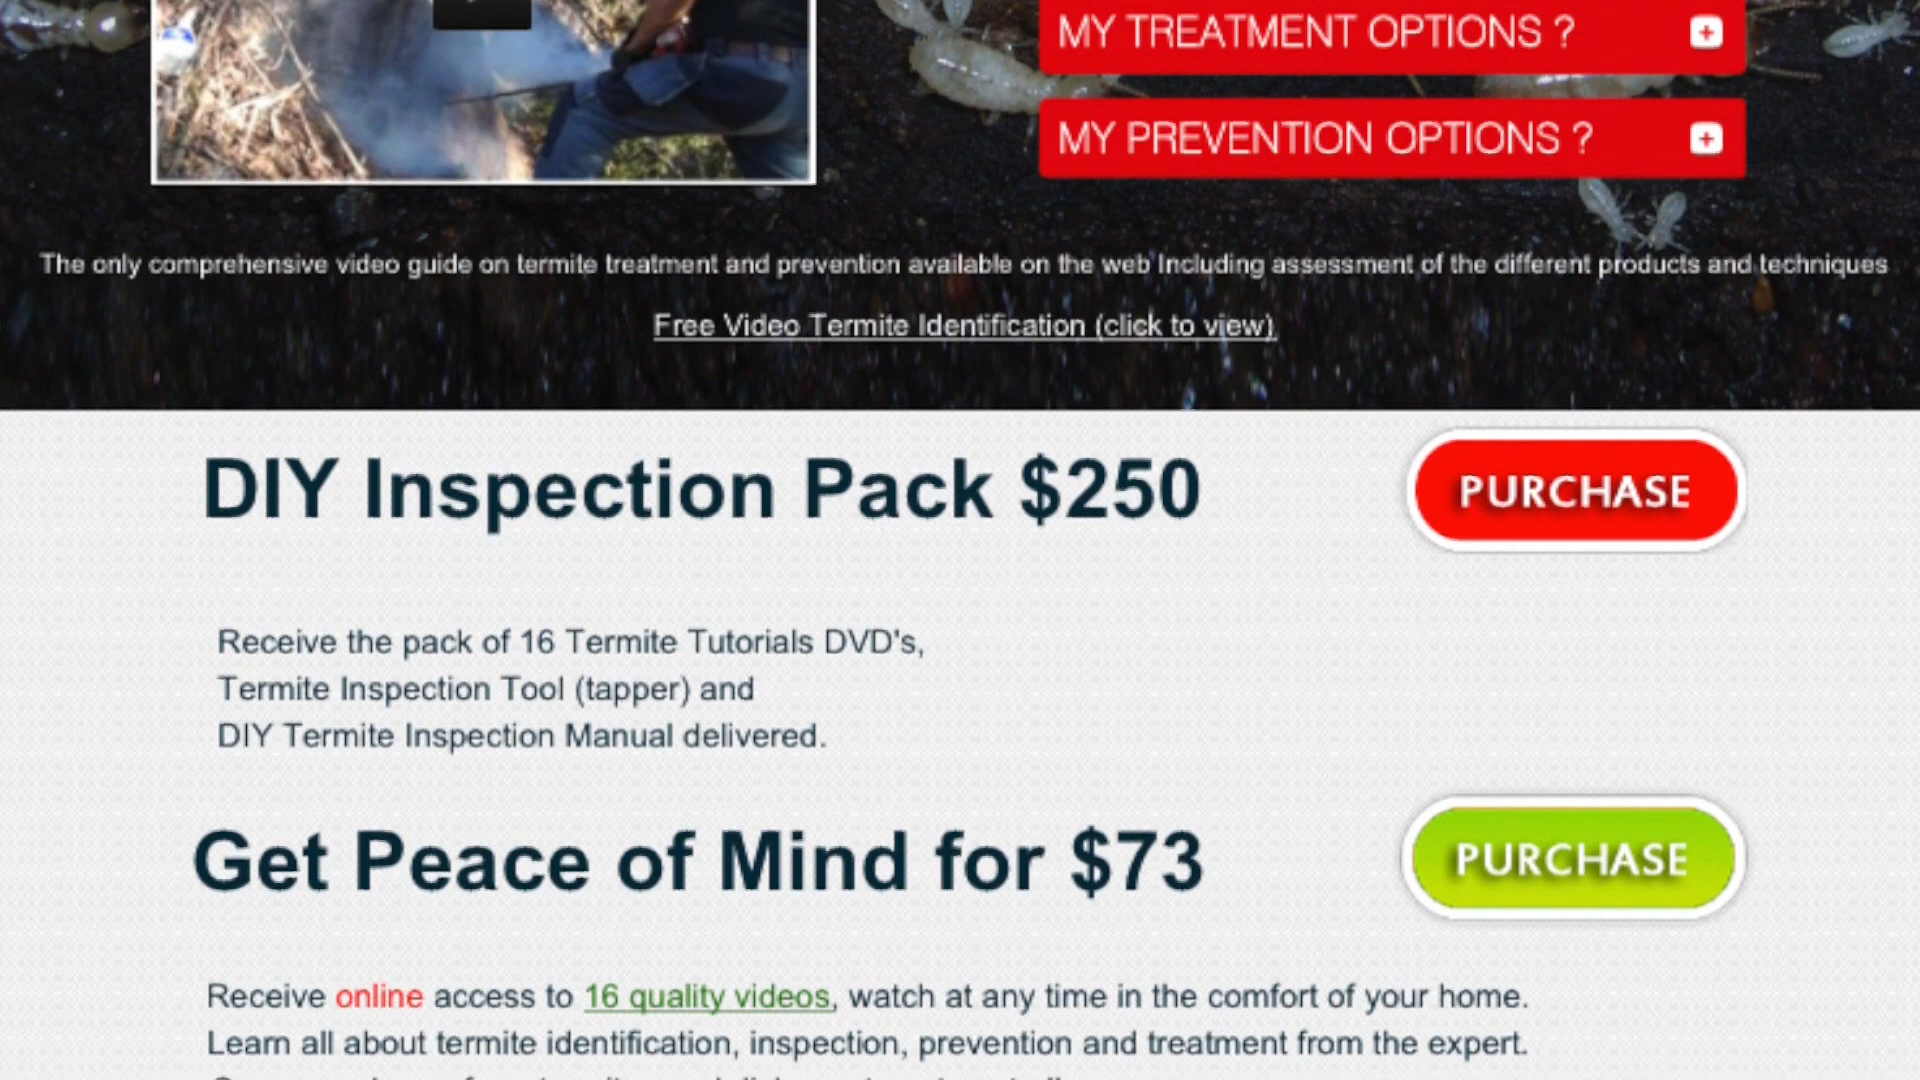 MY TREATMENT OPTIONS ?
MY PREVENTION OPTIONS ?
The only comprehensive video guide on termite treatment and prevention available on the web Including assessment of the different products and techniques
Free Video Termite Identification (click to view)
DIY Inspection Pack $250
PURCHASE
Receive the pack of 16 Termite Tutorials DVD's,
Termite Inspection Tool (tapper) and
DIY Termite Inspection Manual delivered.
Get Peace of Mind for $73
PURCHASE
Receive online access to 16 quality videos, watch at any time in the comfort of your home.
Learn all about termite identification, inspection, prevention and treatment from the expert.